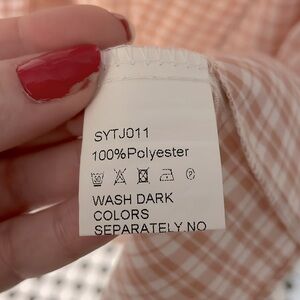 SYTJ011
100%Polyester
WASH DARK
COLORS
SEPARATELY.NO